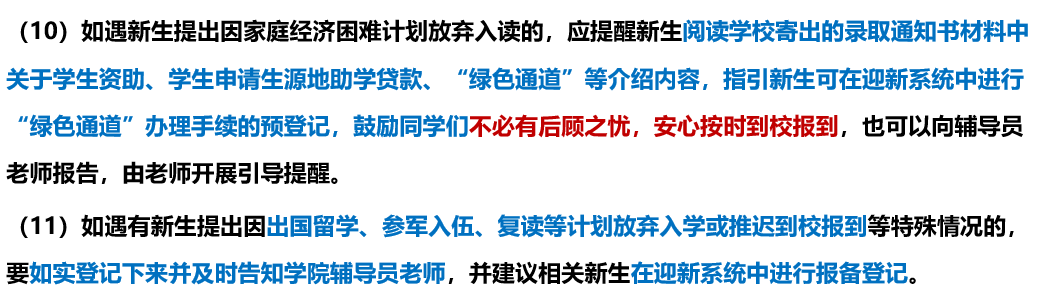 （10）如遇新生提出因家庭经济困难计划放弃入读的，应提醒新生阅读学校寄出的录取通知书材料中
关于学生资助、学生申请生源地助学贷款、“绿色通道”等介绍内容，指引新生可在迎新系统中进行
“绿色通道”办理手续的预登记，鼓励同学们不必有后顾之忧，安心按时到校报到，也可以向辅导员
老师报告，由老师开展引导提醒。
（11）如遇有新生提出因出国留学、参军入伍、复读等计划放弃入学或推迟到校报到等特殊情况的，
要如实登记下来并及时告知学院辅导员老师，并建议相关新生在迎新系统中进行报备登记。